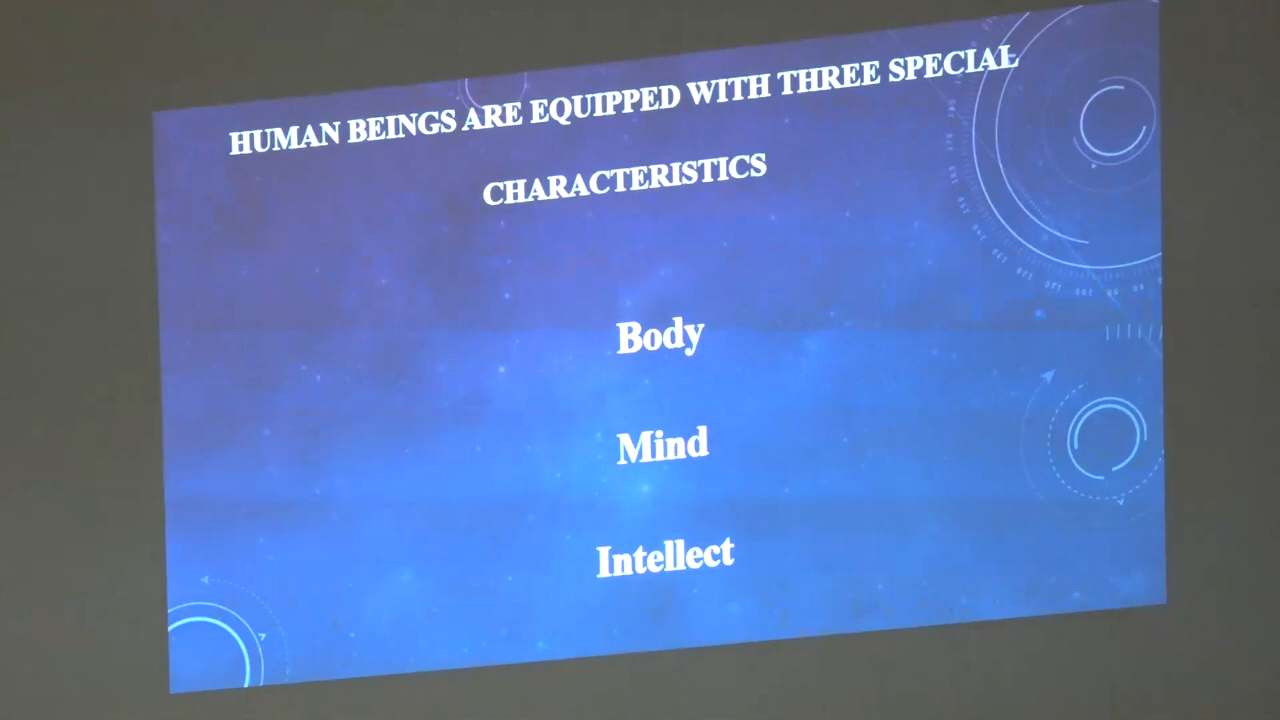 HUMAN BEINGS ARE EQUIPPED WITH THREE SPECIAL
CHARACTERISTICS
Body
Mind
Intellect